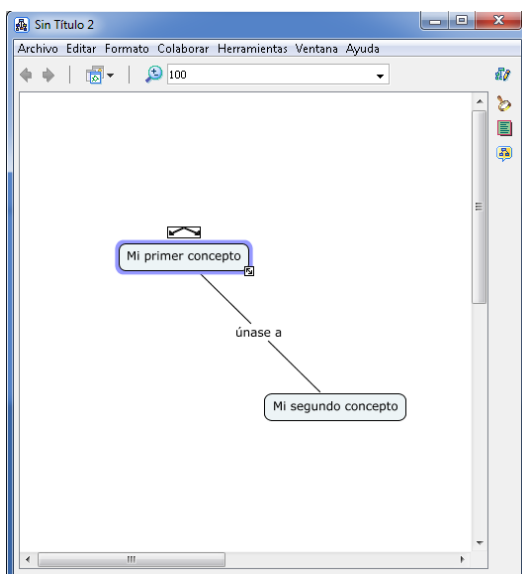 Sin Título 2
Archivo Editar Formato Colaborar Herramientas Ventana Ayuda
100
Mi primer concepto
únase a
Mi segundo concepto